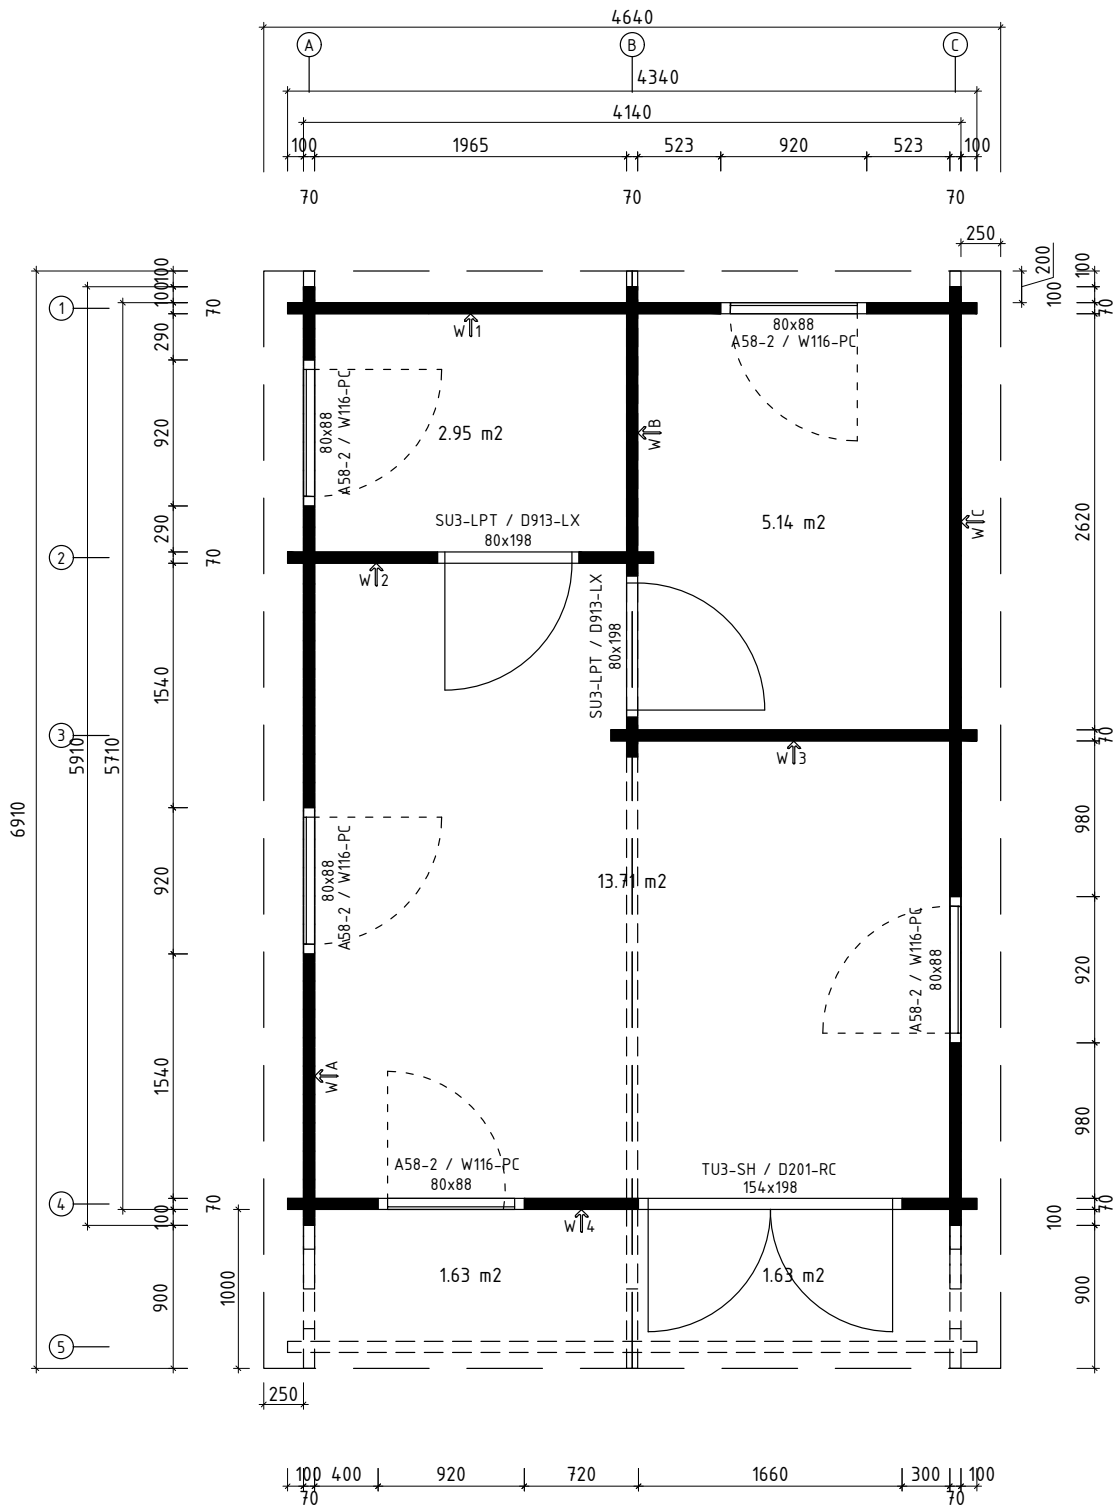 4640
A B C
4340
4140
100 1965 523 920 523 100
70 70 70
250
200
100
100
100
70
100
70
1
290
920
290
70
2
1540
3
5910
5710
6910
920
1540
70
4
100
900
1000
5
250
W1
80x88
A58-2 / W116-PC
80x88
A58-2 / W116-PC
2.95 m2
WB
5.14 m2
WC
2620
SU3-LPT / D913-LX
80x198
W2
SU3-LPT / D913-LX
80x198
W3
70
980
80x88
A58-2 / W116-PC
13.71 m2
A58-2 / W116-PC
80x88
920
WA
980
A58-2 / W116-PC
80x88
TU3-SH / D201-RC
154x198
W4
70
100
900
1.63 m2
1.63 m2
100 400 920 720 1660 300 100
70 70